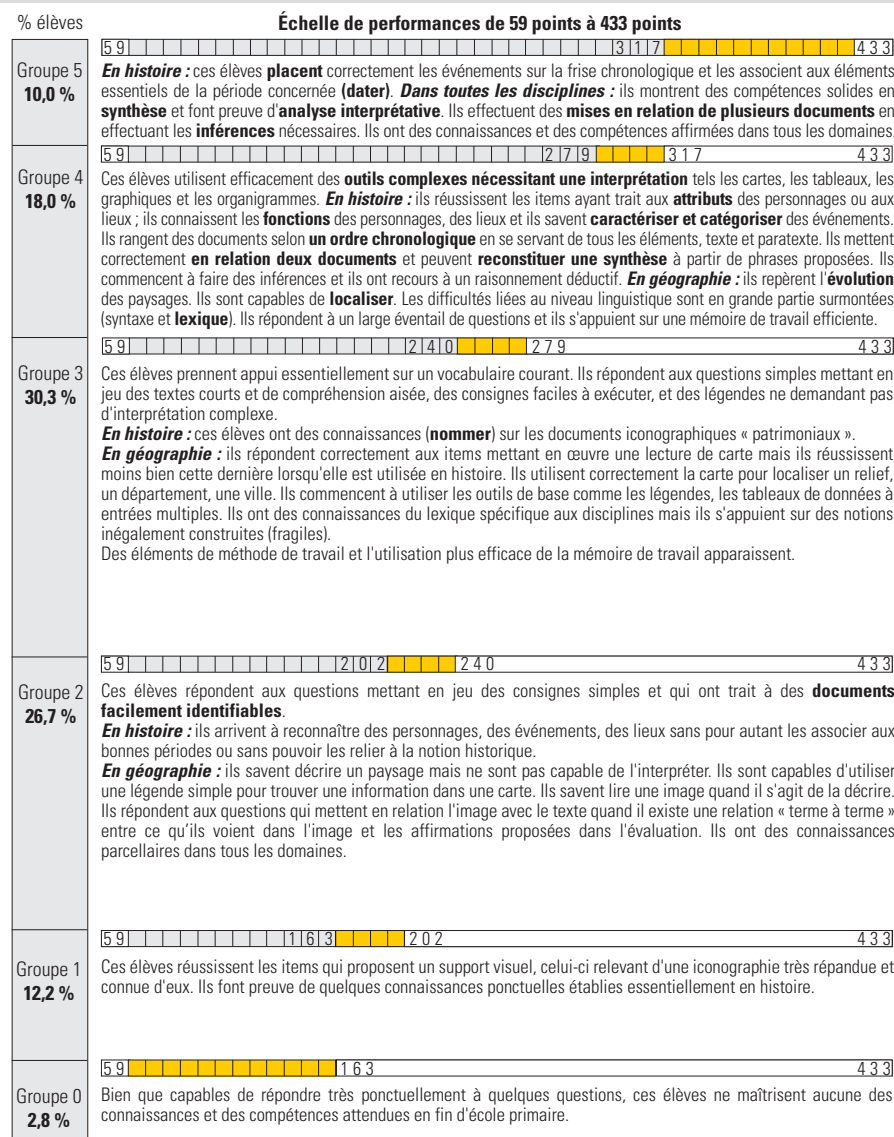 % élèves
Échelle de performances de 59 points à 433 points
59 317 433
Groupe 5
10,0 %
En histoire : ces élèves placent correctement les événements sur la frise chronologique et les associent aux éléments
essentiels de la période concernée (dater). Dans toutes les disciplines : ils montrent des compétences solides en
synthèse et font preuve d'analyse interprétative. Ils effectuent des mises en relation de plusieurs documents en
effectuant les inférences nécessaires. Ils ont des connaissances et des compétences affirmées dans tous les domaines.
59 279 317 433
Groupe 4
18,0 %
Ces élèves utilisent efficacement des outils complexes nécessitant une interprétation tels les cartes, les tableaux, les
graphiques et les organigrammes. En histoire : ils réussissent les items ayant trait aux attributs des personnages ou aux
lieux ; ils connaissent les fonctions des personnages, des lieux et ils savent caractériser et catégoriser des événements.
Ils rangent des documents selon un ordre chronologique en se servant de tous les éléments, texte et paratexte. Ils mettent
correctement en relation deux documents et peuvent reconstituer une synthèse à partir de phrases proposées. Ils
commencent à faire des inférences et ils ont recours à un raisonnement déductif. En géographie : ils repèrent l'évolution
des paysages. Ils sont capables de localiser. Les difficultés liées au niveau linguistique sont en grande partie surmontées
(syntaxe et lexique). Ils répondent à un large éventail de questions et ils s'appuient sur une mémoire de travail efficiente.
59 240 279 433
Groupe 3
30,3 %
Ces élèves prennent appui essentiellement sur un vocabulaire courant. Ils répondent aux questions simples mettant en
jeu des textes courts et de compréhension aisée, des consignes faciles à exécuter, et des légendes ne demandant pas
d'interprétation complexe.
En histoire : ces élèves ont des connaissances (nommer) sur les documents iconographiques « patrimoniaux ».
En géographie : ils répondent correctement aux items mettant en œuvre une lecture de carte mais ils réussissent
moins bien cette dernière lorsqu'elle est utilisée en histoire. Ils utilisent correctement la carte pour localiser un relief,
un département, une ville. Ils commencent à utiliser les outils de base comme les légendes, les tableaux de données à
entrées multiples. Ils ont des connaissances du lexique spécifique aux disciplines mais ils s'appuient sur des notions
inégalement construites (fragiles).
Des éléments de méthode de travail et l'utilisation plus efficace de la mémoire de travail apparaissent.
59 202 240 433
Groupe 2
26,7 %
Ces élèves répondent aux questions mettant en jeu des consignes simples et qui ont trait à des documents
facilement identifiables.
En histoire : ils arrivent à reconnaître des personnages, des événements, des lieux sans pour autant les associer aux
bonnes périodes ou sans pouvoir les relier à la notion historique.
En géographie : ils savent décrire un paysage mais ne sont pas capable de l'interpréter. Ils sont capables d'utiliser
une légende simple pour trouver une information dans une carte. Ils savent lire une image quand il s'agit de la décrire.
Ils répondent aux questions qui mettent en relation l'image avec le texte quand il existe une relation « terme à terme »
entre ce qu'ils voient dans l'image et les affirmations proposées dans l'évaluation. Ils ont des connaissances
parcellaires dans tous les domaines.
59 163 202 433
Groupe 1
12,2 %
Ces élèves réussissent les items qui proposent un support visuel, celui-ci relevant d'une iconographie très répandue et
connue d'eux. Ils font preuve de quelques connaissances ponctuelles établies essentiellement en histoire.
59 163 433
Groupe 0
2,8 %
Bien que capables de répondre très ponctuellement à quelques questions, ces élèves ne maîtrisent aucune des
connaissances et des compétences attendues en fin d'école primaire.